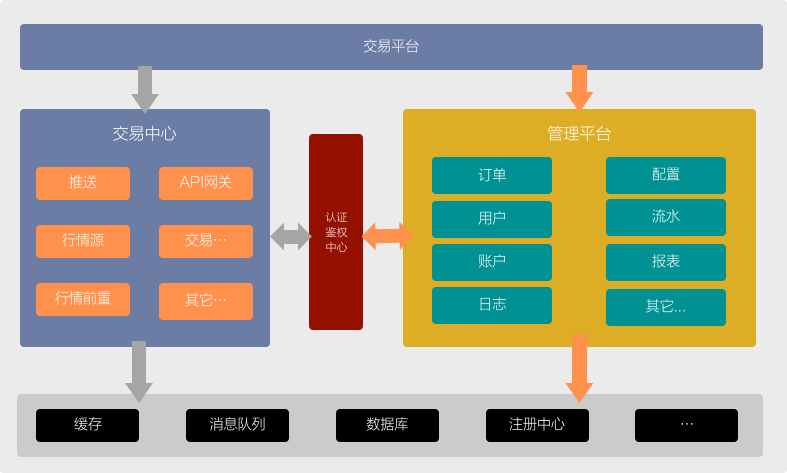 交易平台
交易中心
推送
API网关
行情源
交易…
行情前置
其它…
认证
鉴权
中心
管理平台
订单
配置
用户
流水
账户
报表
日志
其它...
缓存
消息队列
数据库
注册中心
…